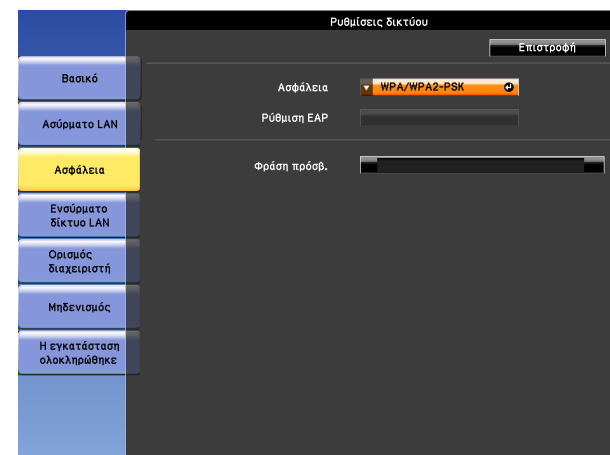 Ρυθμίσεις δικτύου
Επιστροφή
Βασικό
Ασύρματο LAN
Ασφάλεια
Ενσύρματο
δίκτυο LAN
Ορισμός
διαχειριστή
Μηδενισμός
Η εγκατάσταση
ολοκληρώθηκε
Ασφάλεια
WPA/WPA2-PSK
Ρύθμιση EAP
Φράση πρόσβ.